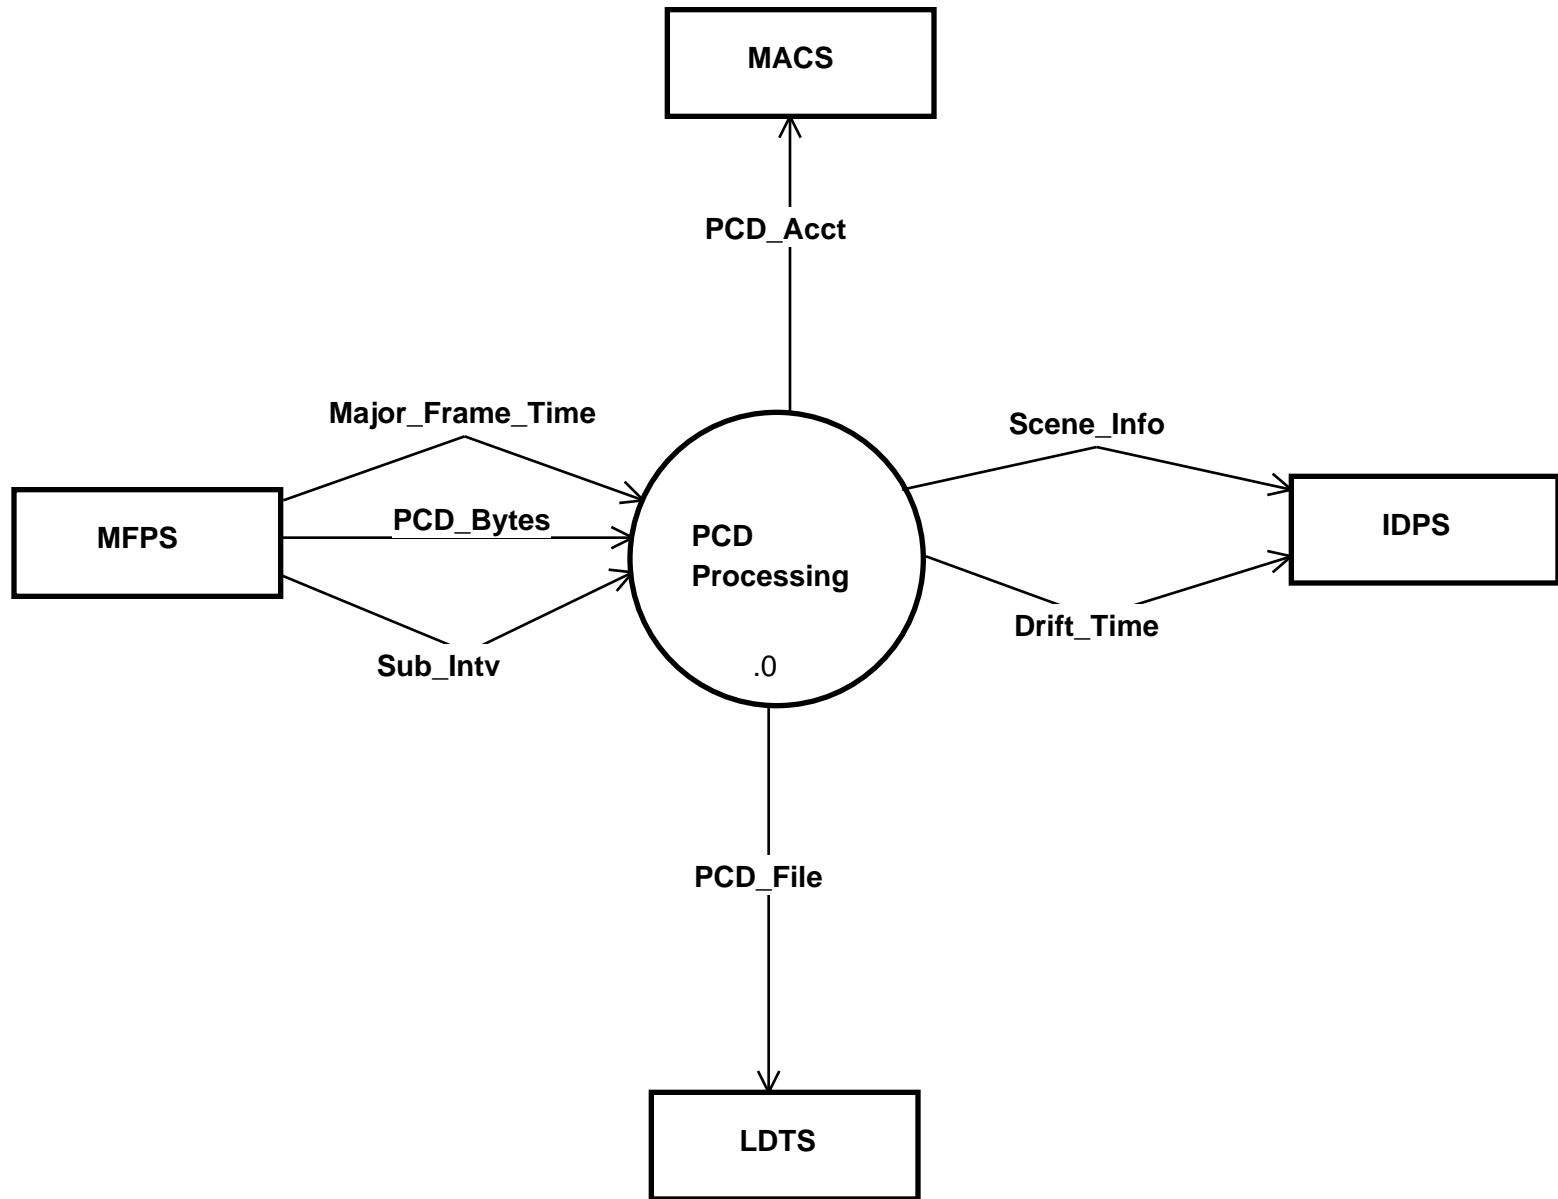 MACS
PCD_Acct
Major_Frame_Time
Scene_Info
PCD_Bytes
MFPS
PCD
Processing
IDPS
Drift_Time
Sub_Intv
.0
PCD_File
LDTS